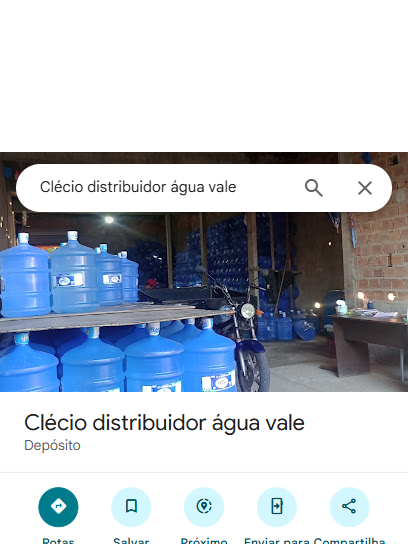 Clécio distribuidor água vale
Clécio distribuidor água vale
Depósito
Rotas Salvar Próximo Enviar para Compartilha